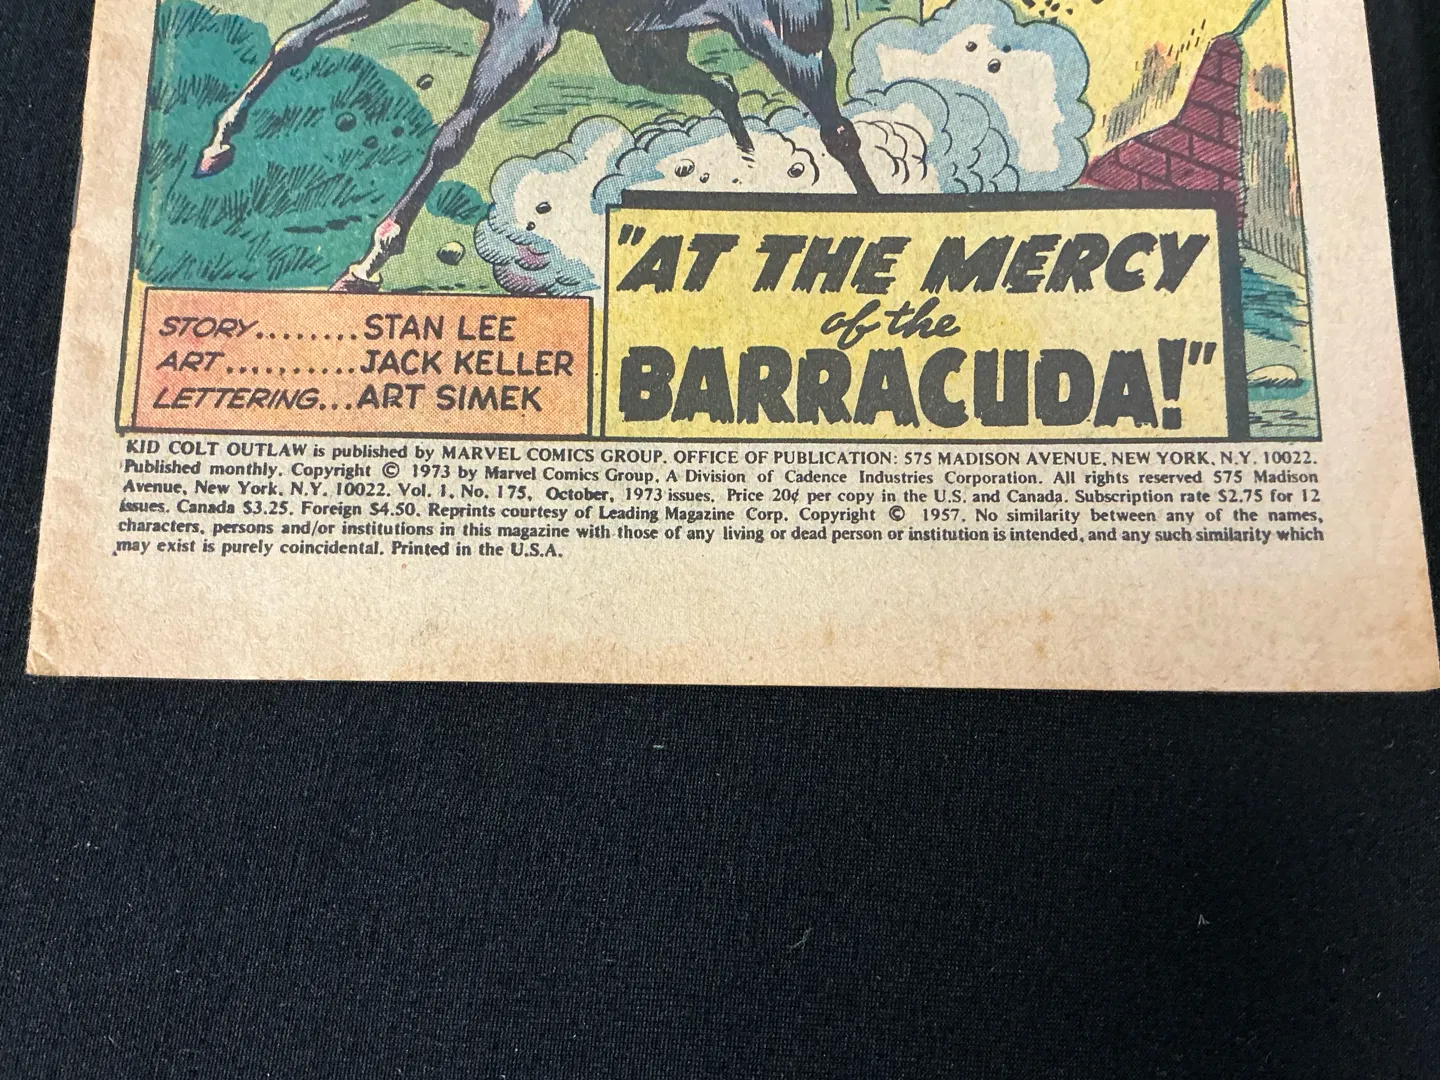 "AT THE MERCY
of the
BARRACUDA!"
STORY........STAN LEE
ART..........JACK KELLER
LETTERING...ART SIMEK
KID COLT OUTLAW is published by MARVEL COMICS GROUP. OFFICE OF PUBLICATION: 575 MADISON AVENUE, NEW YORK, N.Y. 10022.
Published monthly. Copyright © 1973 by Marvel Comics Group, A Division of Cadence Industries Corporation. All rights reserved 575 Madison
Avenue, New York, N.Y. 10022. Vol. 1, No. 175, October, 1973 issues. Price 20¢ per copy in the U.S. and Canada. Subscription rate $2.75 for 12
issues. Canada $3.25. Foreign $4.50. Reprints courtesy of Leading Magazine Corp. Copyright © 1957. No similarity between any of the names,
characters, persons and/or institutions in this magazine with those of any living or dead person or institution is intended, and any such similarity which
may exist is purely coincidental. Printed in the U.S.A.